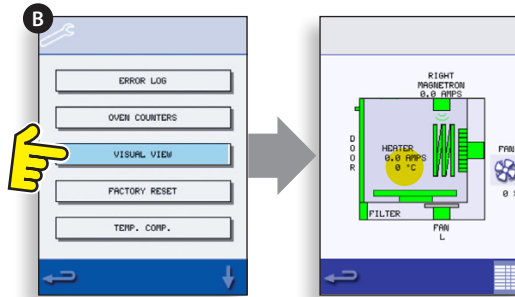 B
ERROR LOG
OVEN COUNTERS
VISUAL VIEW
FACTORY RESET
TEMP. COMP.
RIGHT
MAGNETRON
0.0 AMPS
DOOR
HEATER
0.0 AMPS
0 °C
FAN
0 S
FILTER
FAN
L